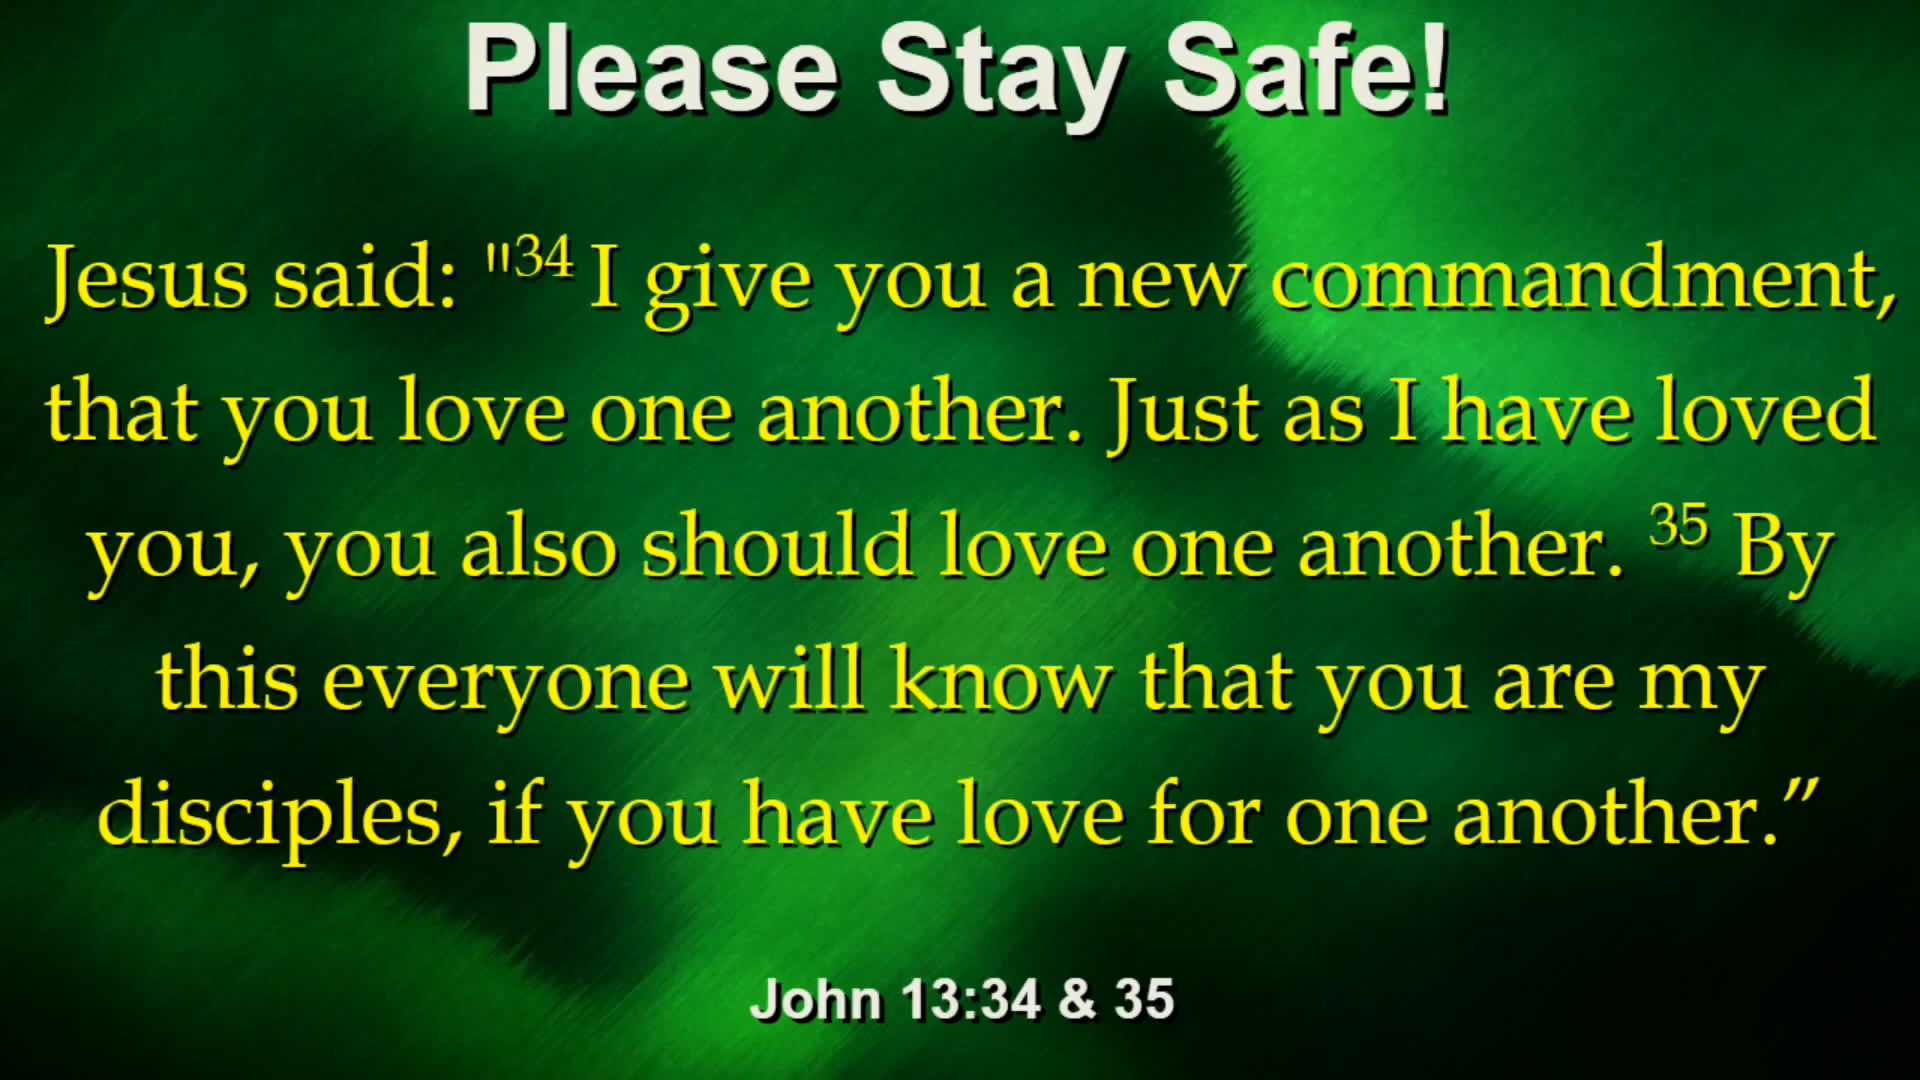 Please Stay Safe!
Jesus said: "34 I give you a new commandment,
that you love one another. Just as I have loved
you, you also should love one another. 35 By
this everyone will know that you are my
disciples, if you have love for one another.”
John 13:34 & 35